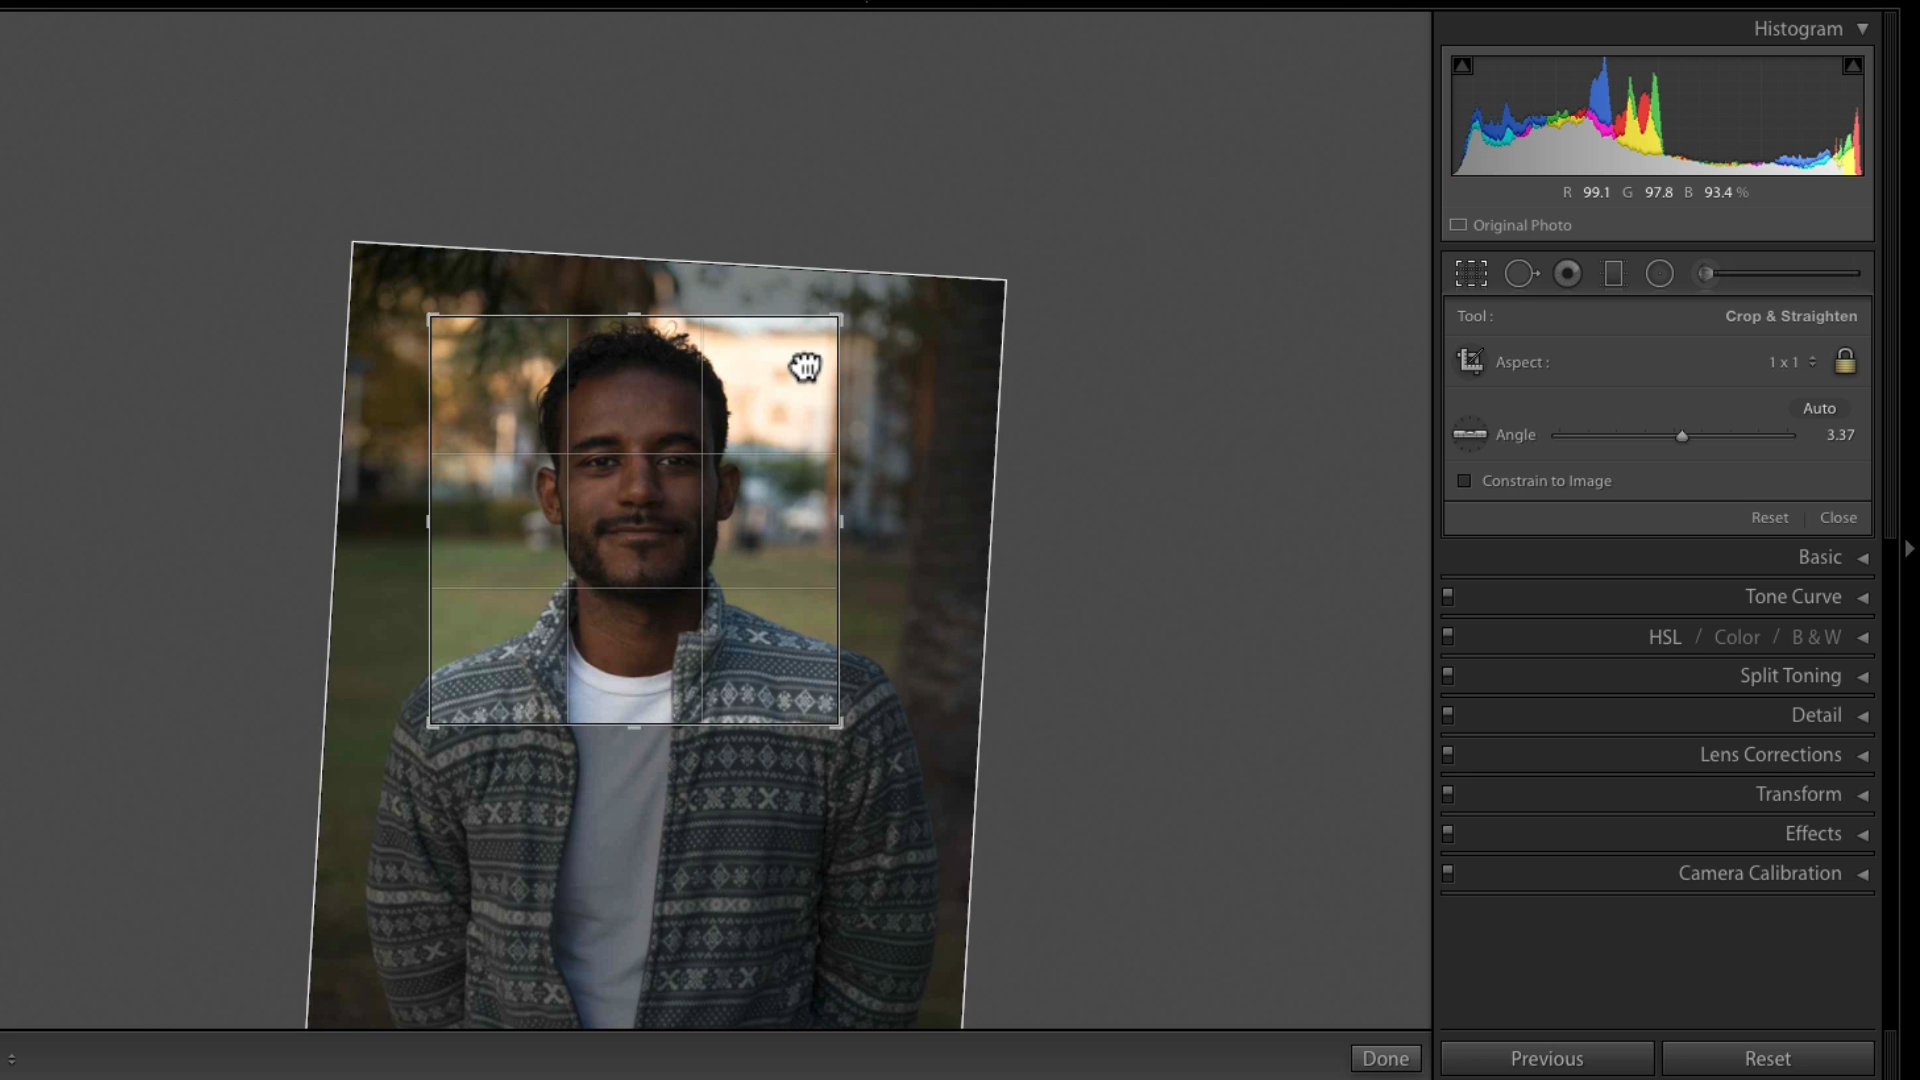 Histogram
R 99.1 G 97.8 B 93.4 %
Original Photo
Tool : Crop & Straighten
Aspect : 1 x 1
Auto
Angle 3.37
Constrain to Image
Reset Close
Basic
Tone Curve
HSL / Color / B & W
Split Toning
Detail
Lens Corrections
Transform
Effects
Camera Calibration
Done Previous Reset